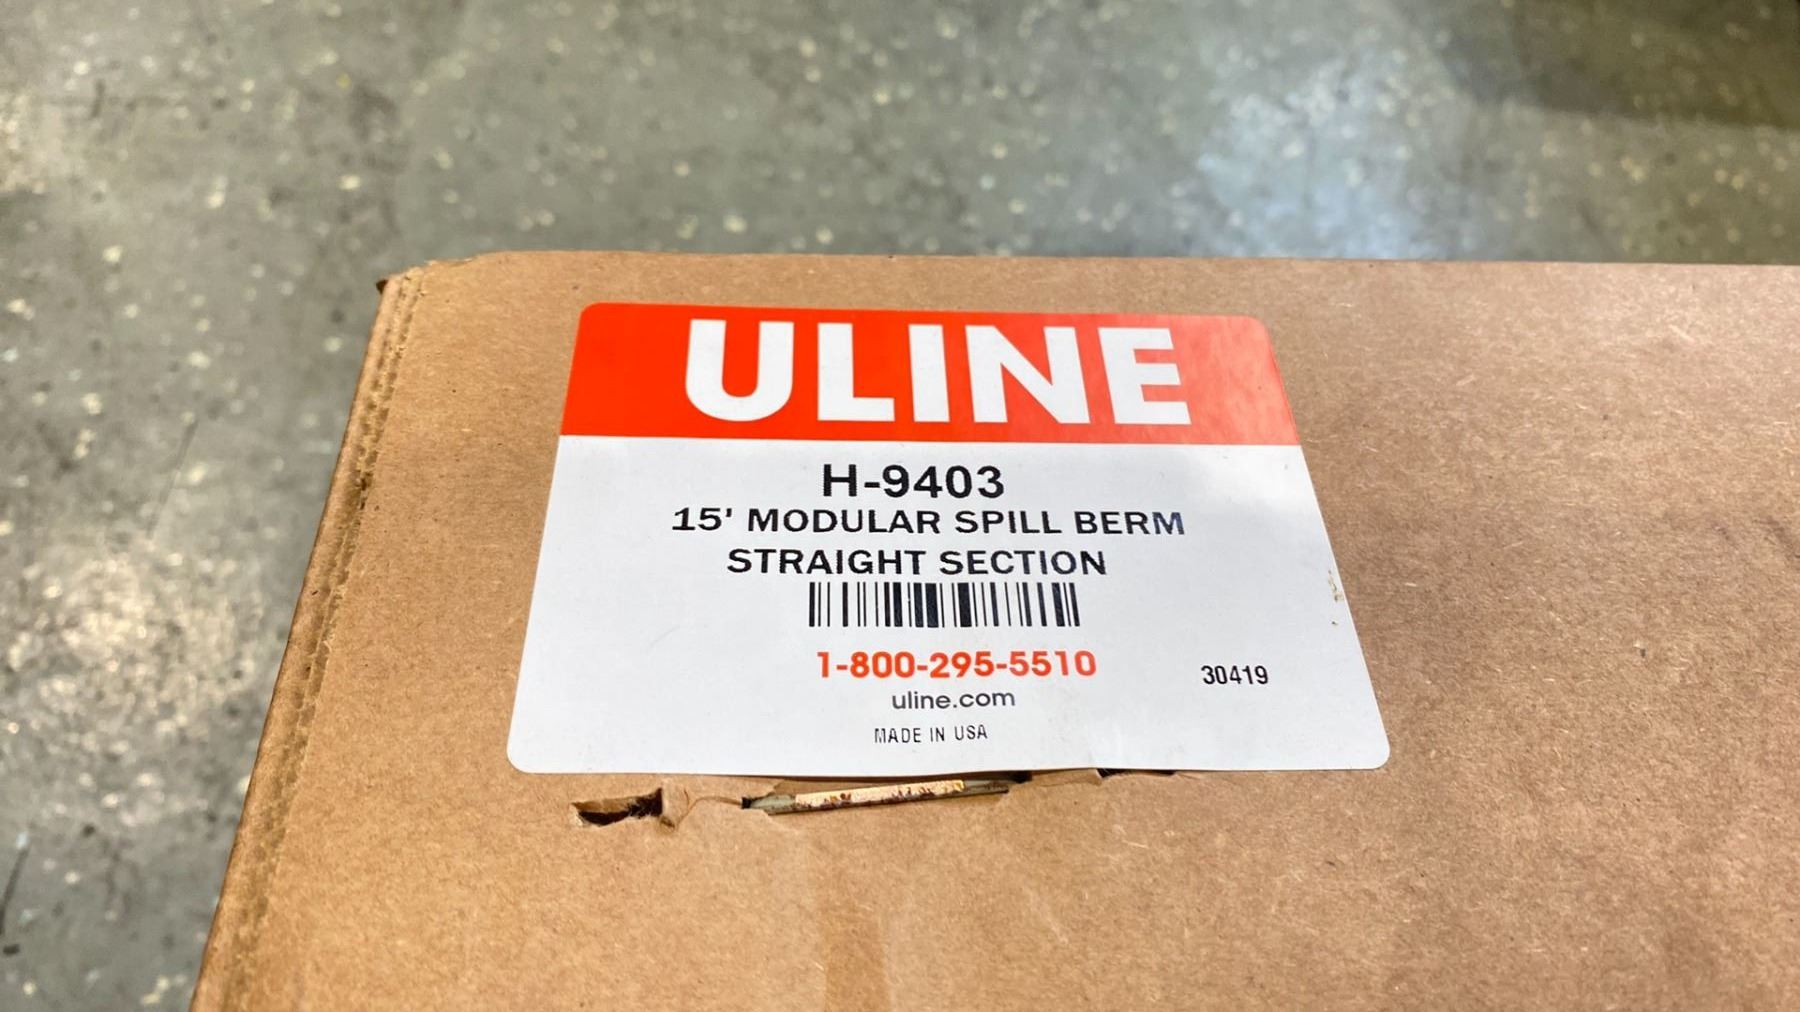 ULINE
H-9403
15' MODULAR SPILL BERM
STRAIGHT SECTION
1-800-295-5510
30419
uline.com
MADE IN USA